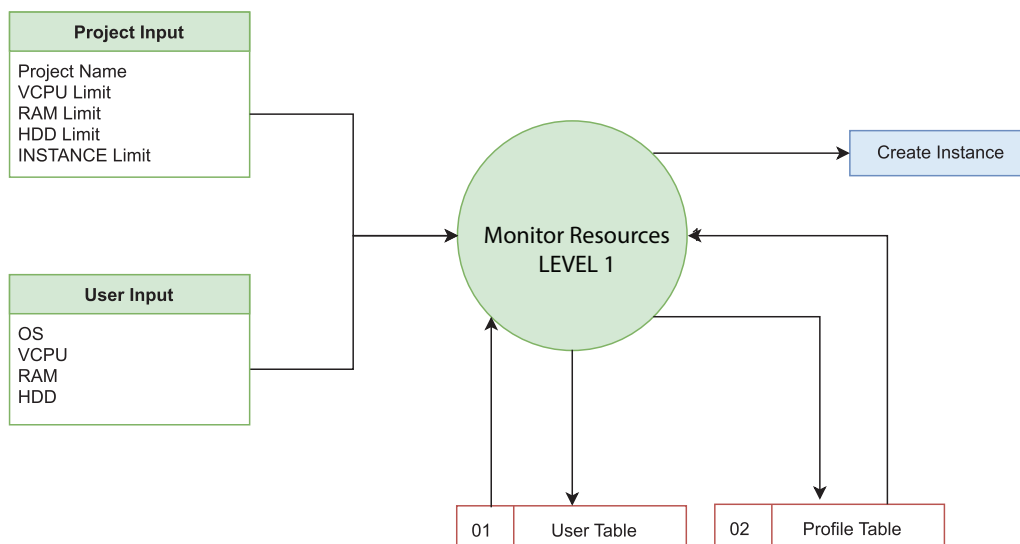 Project Input
Project Name
VCPU Limit
RAM Limit
HDD Limit
INSTANCE Limit
Create Instance
Monitor Resources
LEVEL 1
User Input
OS
VCPU
RAM
HDD
01
User Table
02
Profile Table